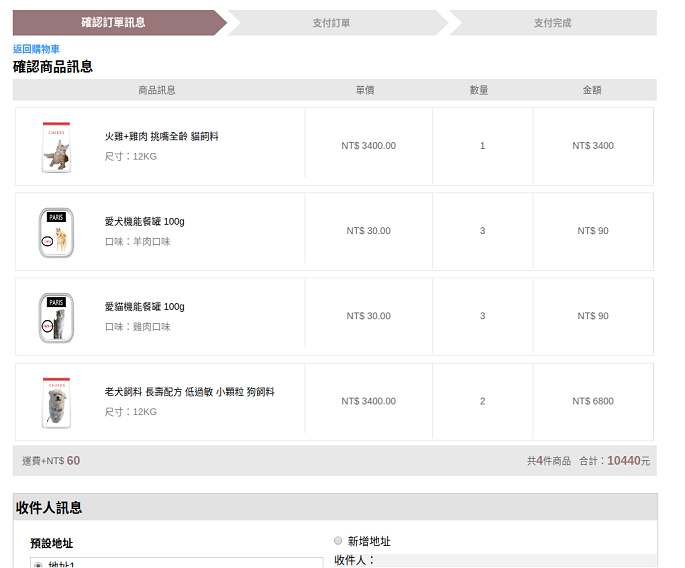 確認訂單訊息 支付訂單 支付完成
返回購物車
確認商品訊息
商品訊息 單價 數量 金額
火雞+雞肉 挑嘴全齡 貓飼料
尺寸：12KG
NT$ 3400.00 1 NT$ 3400
PARIS
愛犬機能餐罐 100g
口味：羊肉口味
NT$ 30.00 3 NT$ 90
PARIS
愛貓機能餐罐 100g
口味：雞肉口味
NT$ 30.00 3 NT$ 90
老犬飼料 長壽配方 低過敏 小顆粒 狗飼料
尺寸：12KG
NT$ 3400.00 2 NT$ 6800
運費+NT$ 60 共4件商品 合計：10440元
收件人訊息
預設地址 新增地址
地址1 收件人：